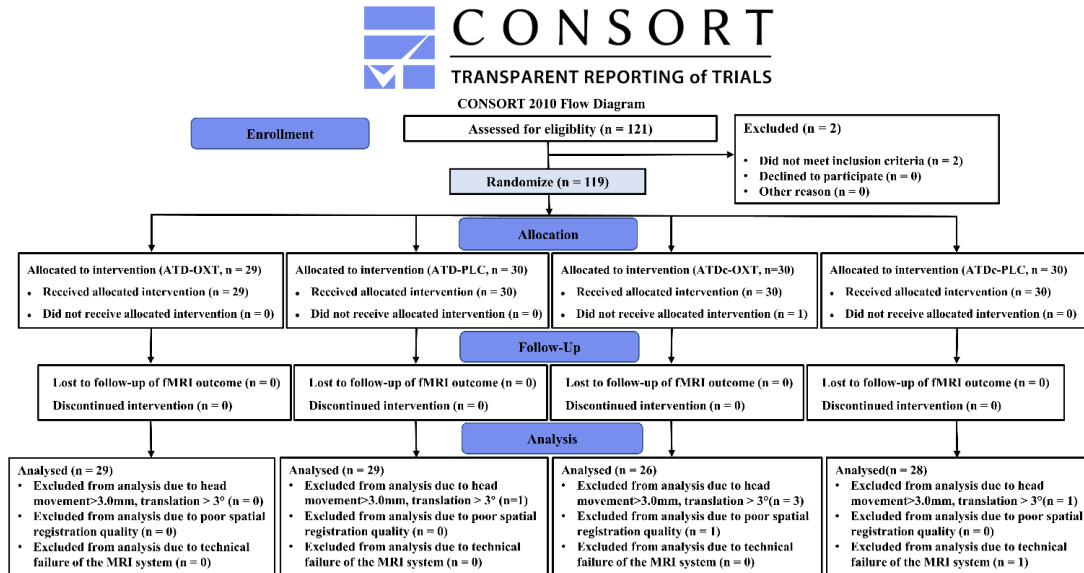 CONSORT
TRANSPARENT REPORTING of TRIALS
CONSORT 2010 Flow Diagram
Enrollment
Assessed for eligiblity (n = 121)
Excluded (n = 2)
• Did not meet inclusion criteria (n = 2)
• Declined to participate (n = 0)
• Other reason (n = 0)
Randomize (n = 119)
Allocation
Allocated to intervention (ATD-OXT, n = 29)
• Received allocated intervention (n = 29)
• Did not receive allocated intervention (n = 0)
Allocated to intervention (ATD-PLC, n = 30)
• Received allocated intervention (n = 30)
• Did not receive allocated intervention (n = 0)
Allocated to intervention (ATDc-OXT, n=30)
• Received allocated intervention (n = 30)
• Did not receive allocated intervention (n = 1)
Allocated to intervention (ATDc-PLC, n = 30)
• Received allocated intervention (n = 30)
• Did not receive allocated intervention (n = 0)
Follow-Up
Lost to follow-up of fMRI outcome (n = 0)
Discontinued intervention (n = 0)
Lost to follow-up of fMRI outcome (n = 0)
Discontinued intervention (n = 0)
Lost to follow-up of fMRI outcome (n = 0)
Discontinued intervention (n = 0)
Lost to follow-up of fMRI outcome (n = 0)
Discontinued intervention (n = 0)
Analysis
Analysed (n = 29)
• Excluded from analysis due to head
movement>3.0mm, translation > 3° (n = 0)
• Excluded from analysis due to poor spatial
registration quality (n = 0)
• Excluded from analysis due to technical
failure of the MRI system (n = 0)
Analysed (n = 29)
• Excluded from analysis due to head
movement>3.0mm, translation > 3° (n=1)
• Excluded from analysis due to poor spatial
registration quality (n = 0)
• Excluded from analysis due to technical
failure of the MRI system (n = 0)
Analysed (n = 26)
• Excluded from analysis due to head
movement>3.0mm, translation > 3°(n = 3)
• Excluded from analysis due to poor spatial
registration quality (n = 1)
• Excluded from analysis due to technical
failure of the MRI system (n = 0)
Analysed(n = 28)
• Excluded from analysis due to head
movement>3.0mm, translation > 3°(n = 1)
• Excluded from analysis due to poor spatial
registration quality (n = 0)
• Excluded from analysis due to technical
failure of the MRI system (n = 1)